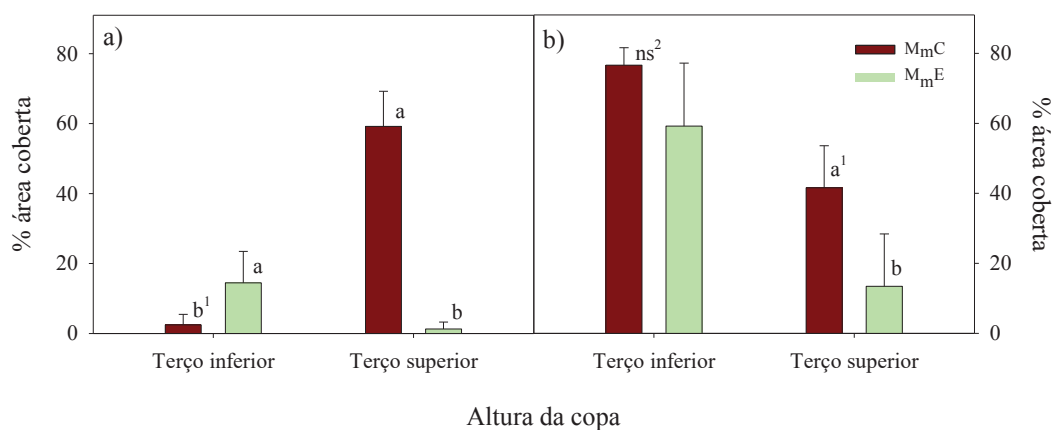 a)
80
60
40
20
0
% área coberta
b¹
a
a
b
Terço inferior
Terço superior
b)
ns²
a¹
b
MₘC
MₘE
80
60
40
20
0
% área coberta
Terço inferior
Terço superior
Altura da copa